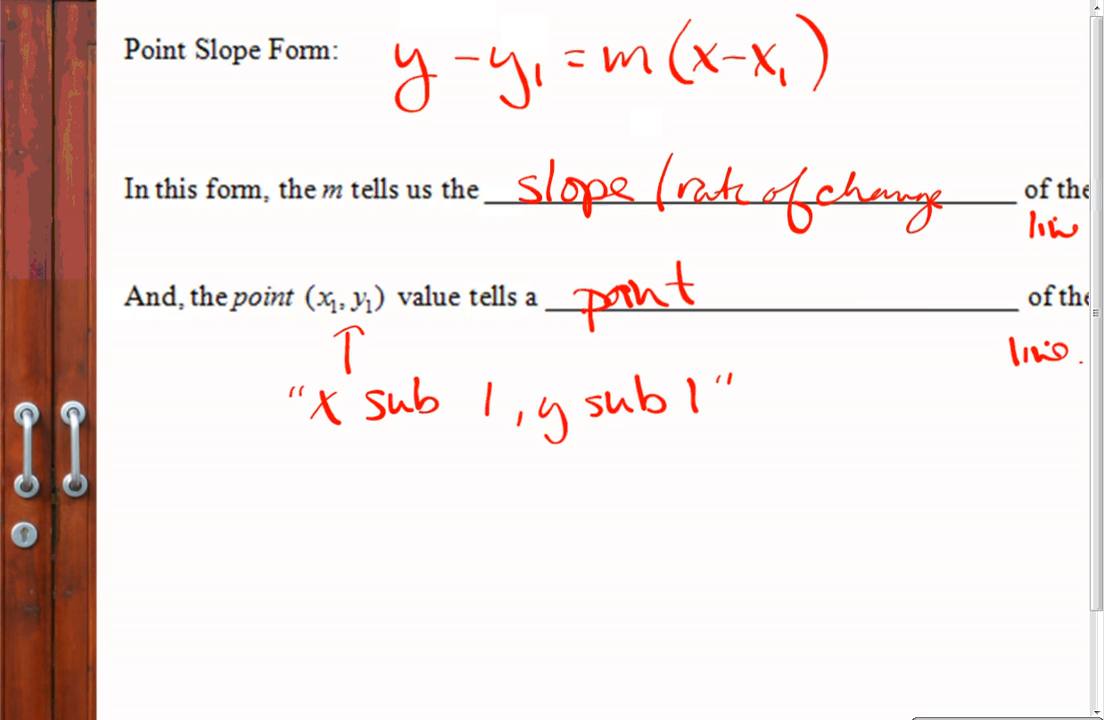 Point Slope Form: y - y₁ = m(x-x₁)
In this form, the m tells us the slope / rate of change of the
line
And, the point (x₁, y₁) value tells a point of the
line.
↑
"x sub 1, y sub 1"